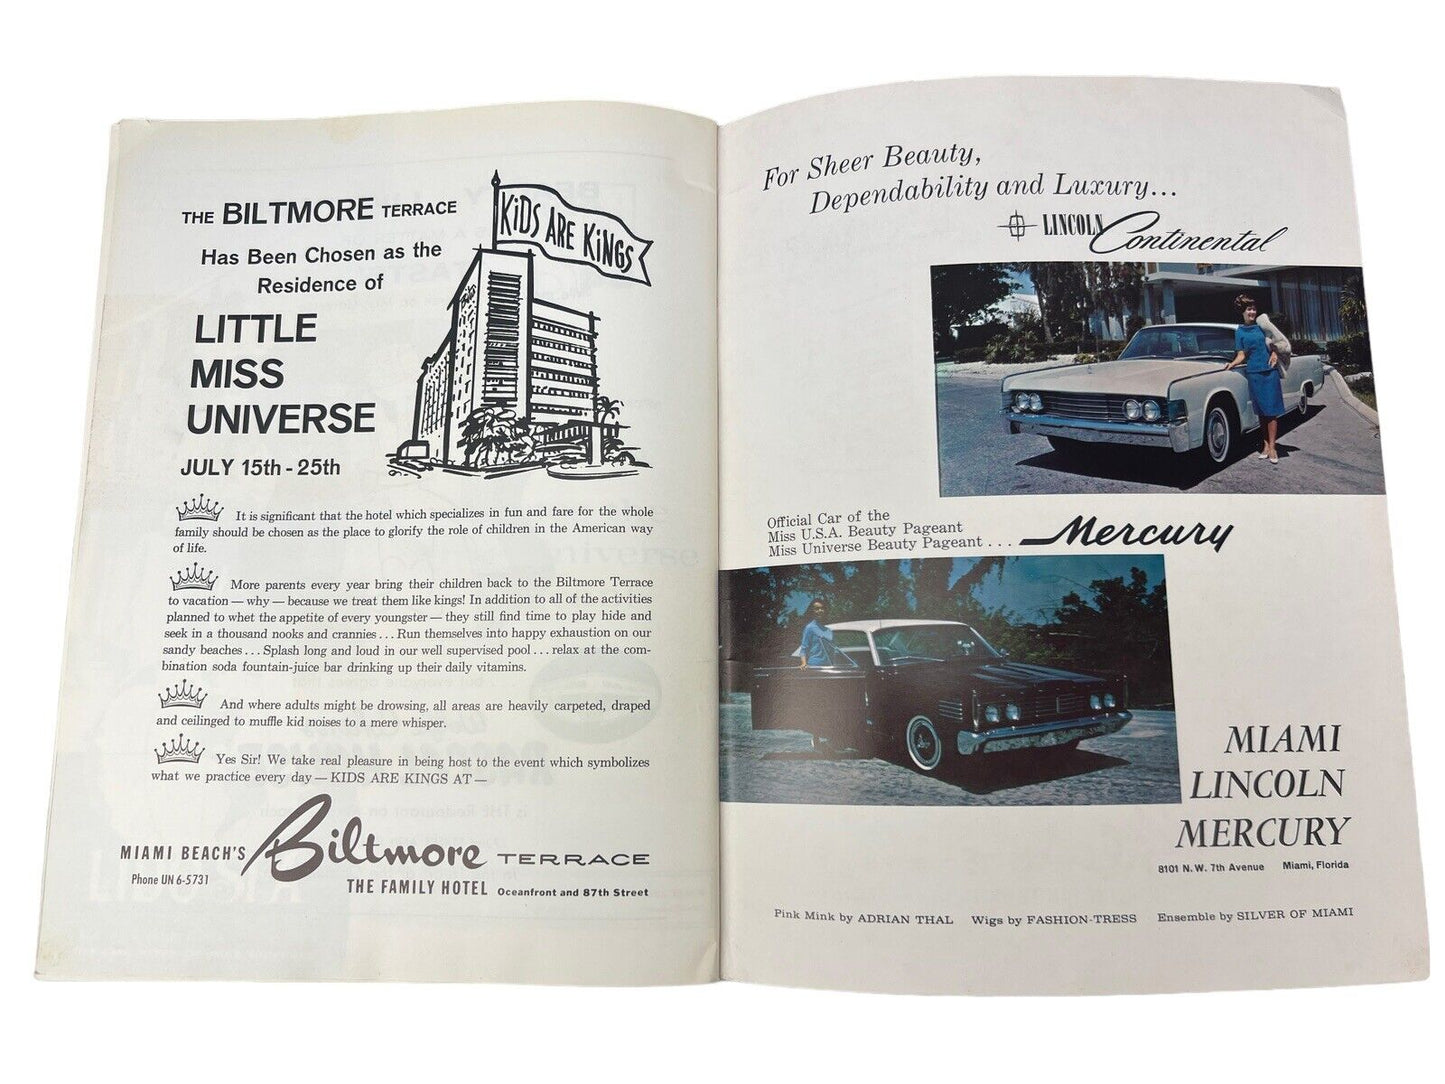 THE BILTMORE TERRACE
Has Been Chosen as the
Residence of
LITTLE
MISS
UNIVERSE
JULY 15th - 25th
KiDS ARE KiNGS
It is significant that the hotel which specializes in fun and fare for the whole
family should be chosen as the place to glorify the role of children in the American way
of life.
More parents every year bring their children back to the Biltmore Terrace
to vacation — why — because we treat them like kings! In addition to all of the activities
planned to whet the appetite of every youngster — they still find time to play hide and
seek in a thousand nooks and crannies . . . Run themselves into happy exhaustion on our
sandy beaches . . . Splash long and loud in our well supervised pool . . . relax at the com-
bination soda fountain-juice bar drinking up their daily vitamins.
And where adults might be drowsing, all areas are heavily carpeted, draped
and ceilinged to muffle kid noises to a mere whisper.
Yes Sir! We take real pleasure in being host to the event which symbolizes
what we practice every day — KIDS ARE KINGS AT —
MIAMI BEACH'S Biltmore TERRACE
Phone UN 6-5731
THE FAMILY HOTEL Oceanfront and 87th Street
For Sheer Beauty,
Dependability and Luxury...
LINCOLN Continental
Official Car of the
Miss U.S.A. Beauty Pageant
Miss Universe Beauty Pageant . . . Mercury
MIAMI
LINCOLN
MERCURY
8101 N. W. 7th Avenue Miami, Florida
Pink Mink by ADRIAN THAL Wigs by FASHION-TRESS Ensemble by SILVER OF MIAMI